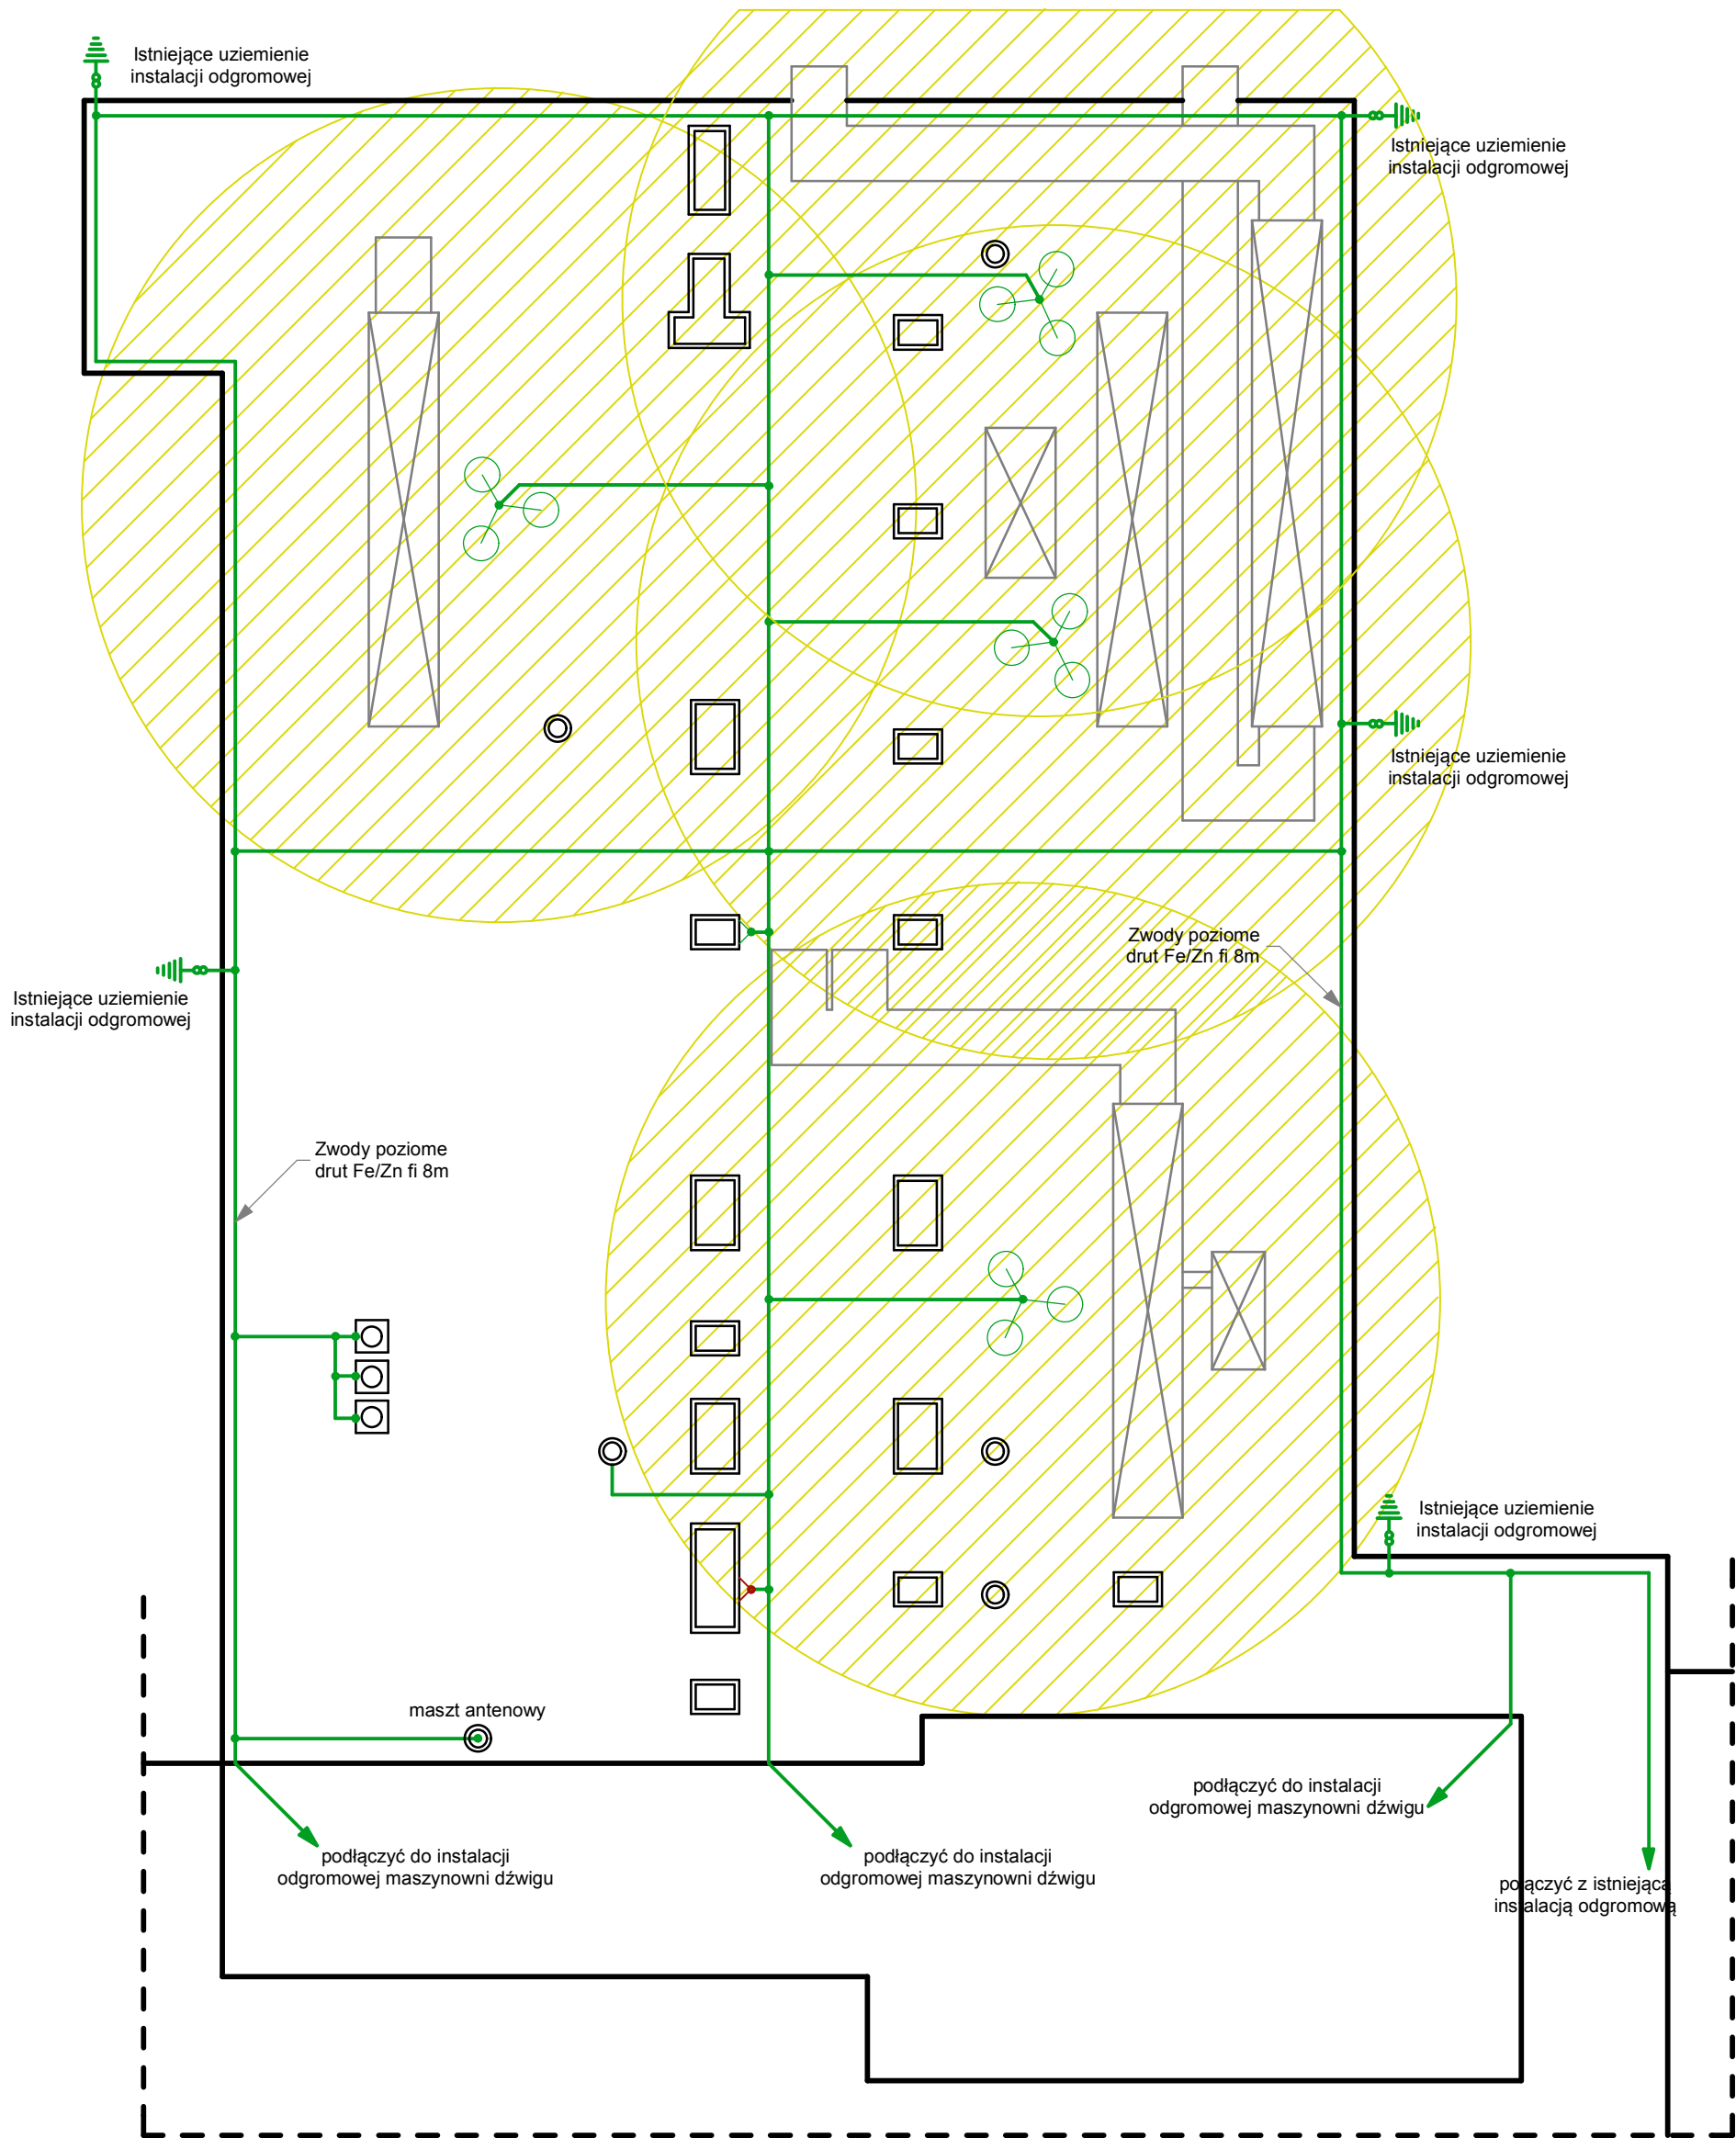 Istniejące uziemienie
instalacji odgromowej
Istniejące uziemienie
instalacji odgromowej
Istniejące uziemienie
instalacji odgromowej
Zwody poziome
drut Fe/Zn fi 8m
Istniejące uziemienie
instalacji odgromowej
Zwody poziome
drut Fe/Zn fi 8m
Istniejące uziemienie
instalacji odgromowej
maszt antenowy
podłączyć do instalacji
odgromowej maszynowni dźwigu
podłączyć do instalacji
odgromowej maszynowni dźwigu
podłączyć do instalacji
odgromowej maszynowni dźwigu
połączyć z istniejącą
instalacją odgromową